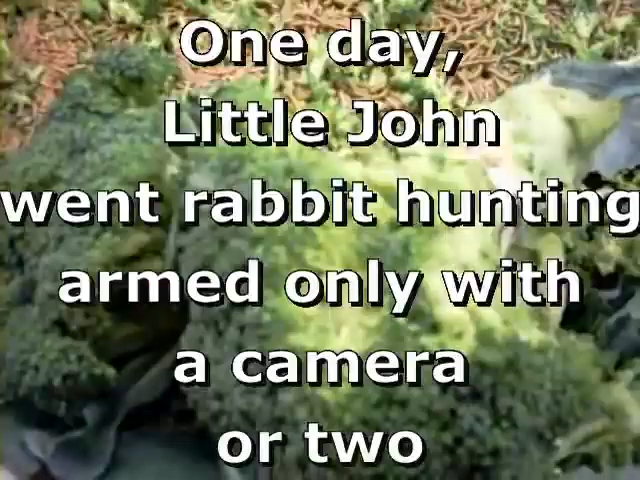 One day,
Little John
went rabbit hunting
armed only with
a camera
or two